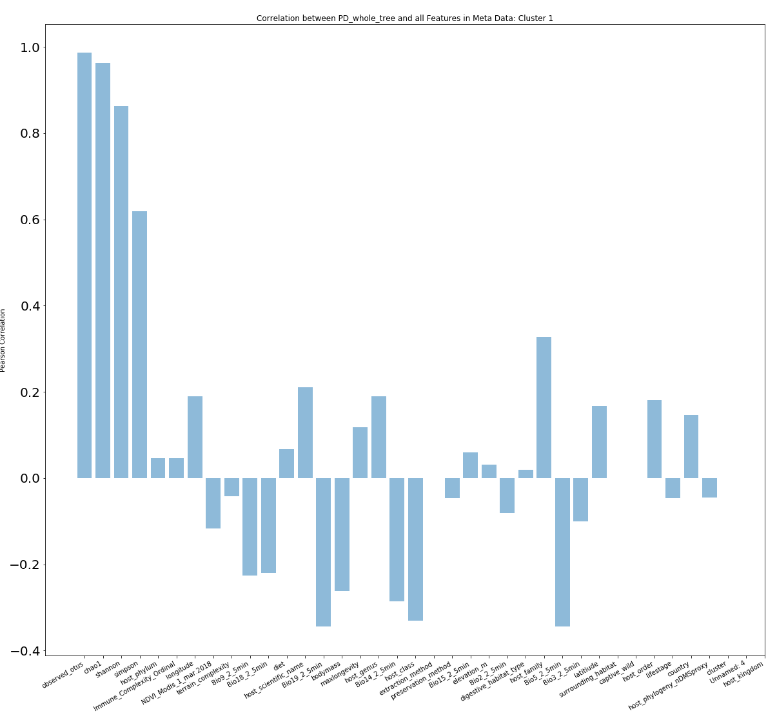 Correlation between PD_whole_tree and all Features in Meta Data: Cluster 1
Pearson Correlation
1.0
0.8
0.6
0.4
0.2
0.0
−0.2
−0.4
observed_otus
chao1
shannon
simpson
host_phylum
Immune_Complexity_Ordinal
longitude
NDVI_Modis_1_mar.2018
terrain_complexity
Bio9_2_5min
Bio18_2_5min
diet
host_scientific_name
Bio19_2_5min
bodymass
maxlongevity
host_genus
Bio14_2_5min
host_class
extraction_method
preservation_method
Bio15_2_5min
elevation_m
Bio2_2_5min
digestive_habitat_type
host_family
Bio5_2_5min
Bio3_2_5min
latitiude
surrounding_habitat
captive_wild
host_order
lifestage
country
host_phylogeny_nDMSproxy
cluster
Unnamed: 4
host_kingdom